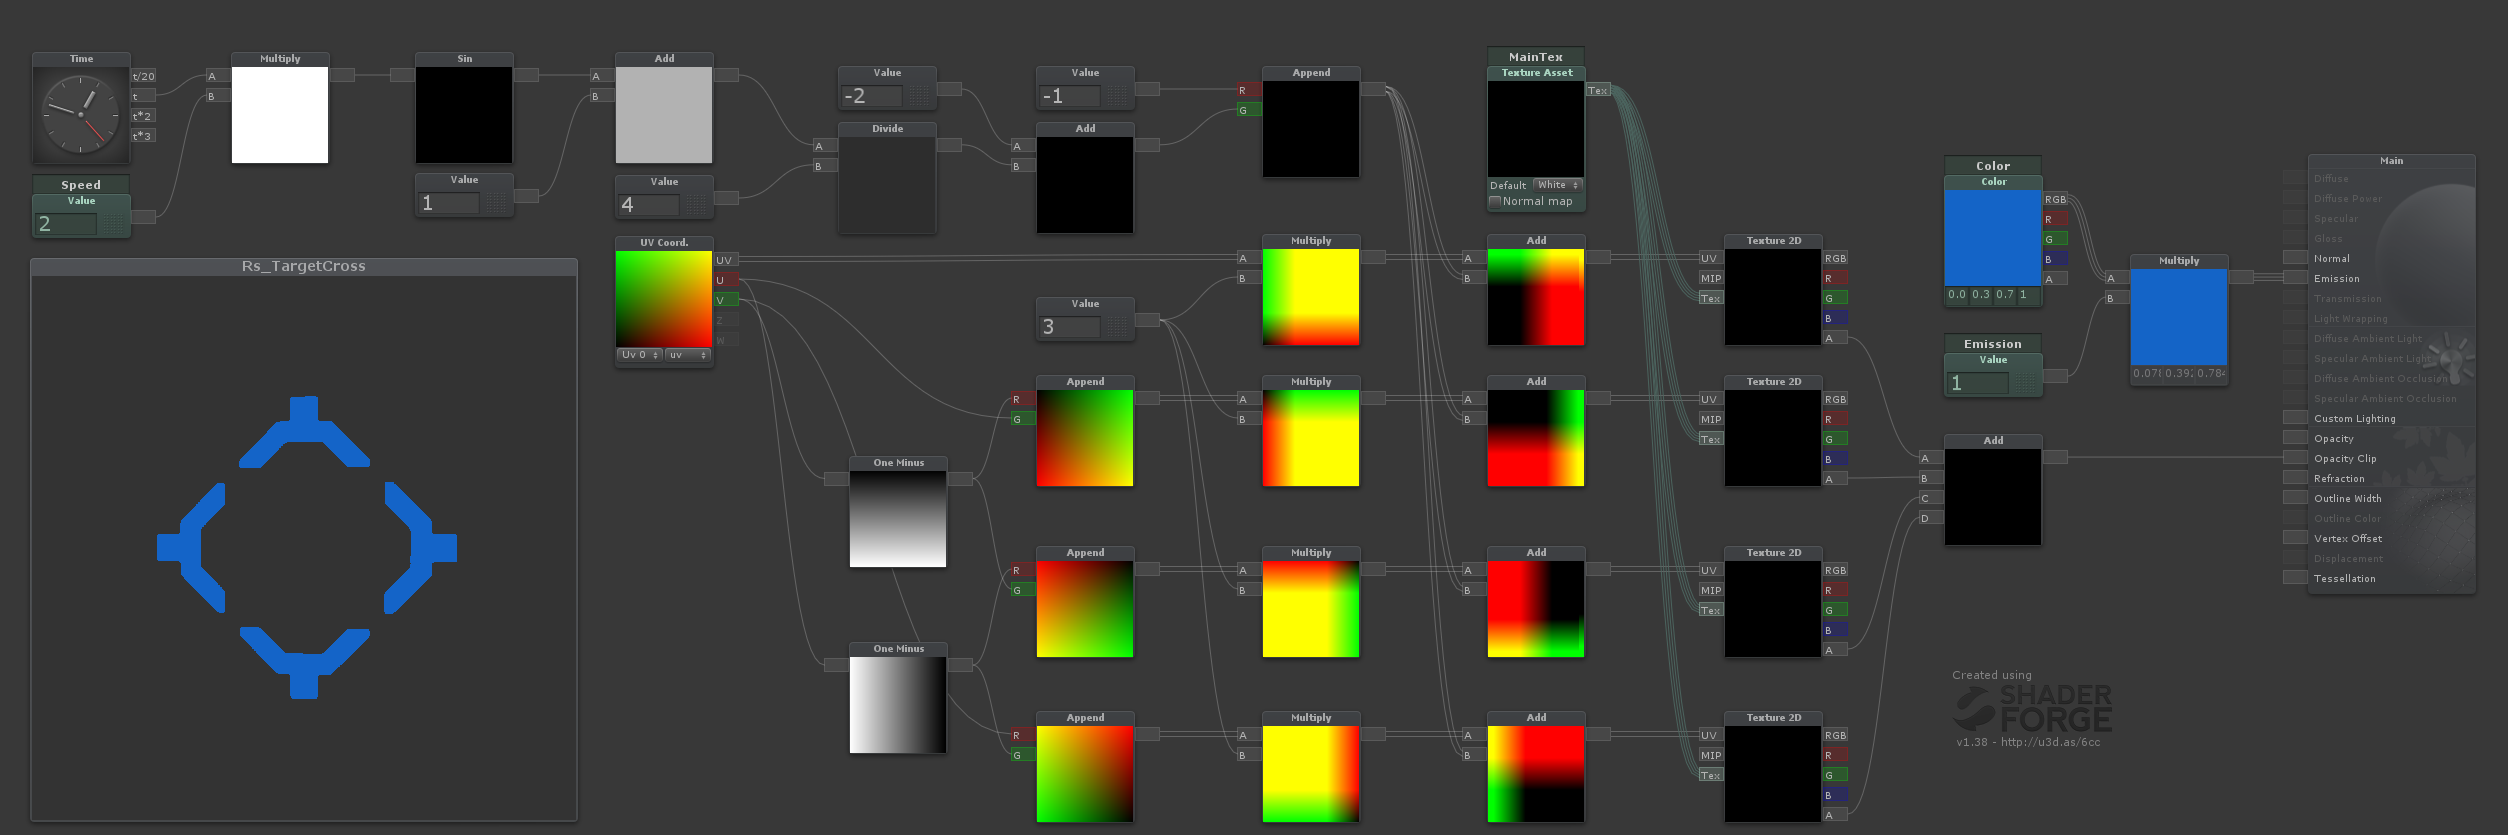 Time
t/20
t
t*2
t*3
Speed
Value
2
Multiply
A
B
Sin
Value
1
Add
A
B
Value
4
Value
-2
Divide
A
B
Value
-1
Add
A
B
Append
R
G
MainTex
Texture Asset
Tex
Default White
Normal map
Rs_TargetCross
UV Coord.
UV
U
V
Z
W
Uv 0 uv
Value
3
One Minus
One Minus
Append
R
G
Append
R
G
Append
R
G
Multiply
A
B
Multiply
A
B
Multiply
A
B
Multiply
A
B
Add
A
B
Add
A
B
Add
A
B
Add
A
B
Texture 2D
UV RGB
MIP R
Tex G
B
A
Texture 2D
UV RGB
MIP R
Tex G
B
A
Texture 2D
UV RGB
MIP R
Tex G
B
A
Texture 2D
UV RGB
MIP R
Tex G
B
A
Color
Color
RGB
R
G
B
A
0.0 0.3 0.7 1
Emission
Value
1
Multiply
A
B
0.078 0.392 0.784
Add
A
B
C
D
Main
Diffuse
Diffuse Power
Specular
Gloss
Normal
Emission
Transmission
Light Wrapping
Diffuse Ambient Light
Specular Ambient Light
Diffuse Ambient Occlusion
Specular Ambient Occlusion
Custom Lighting
Opacity
Opacity Clip
Refraction
Outline Width
Outline Color
Vertex Offset
Displacement
Tessellation
Created using
SHADER
FORGE
v1.38 - http://u3d.as/6cc